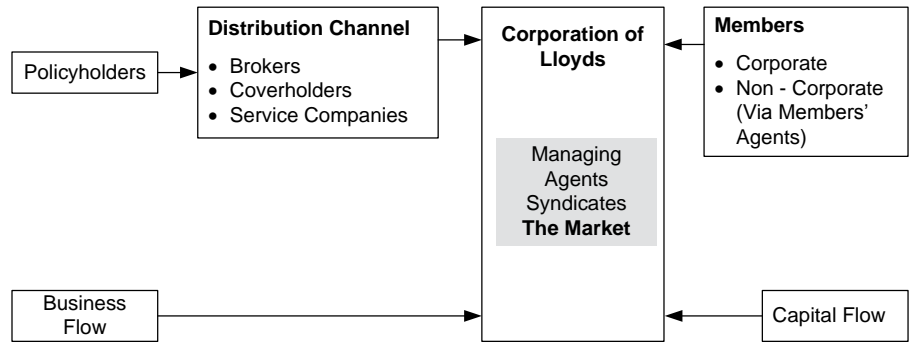 Policyholders
Distribution Channel
• Brokers
• Coverholders
• Service Companies
Corporation of
Lloyds
Managing
Agents
Syndicates
The Market
Members
• Corporate
• Non - Corporate
(Via Members’
Agents)
Business
Flow
Capital Flow